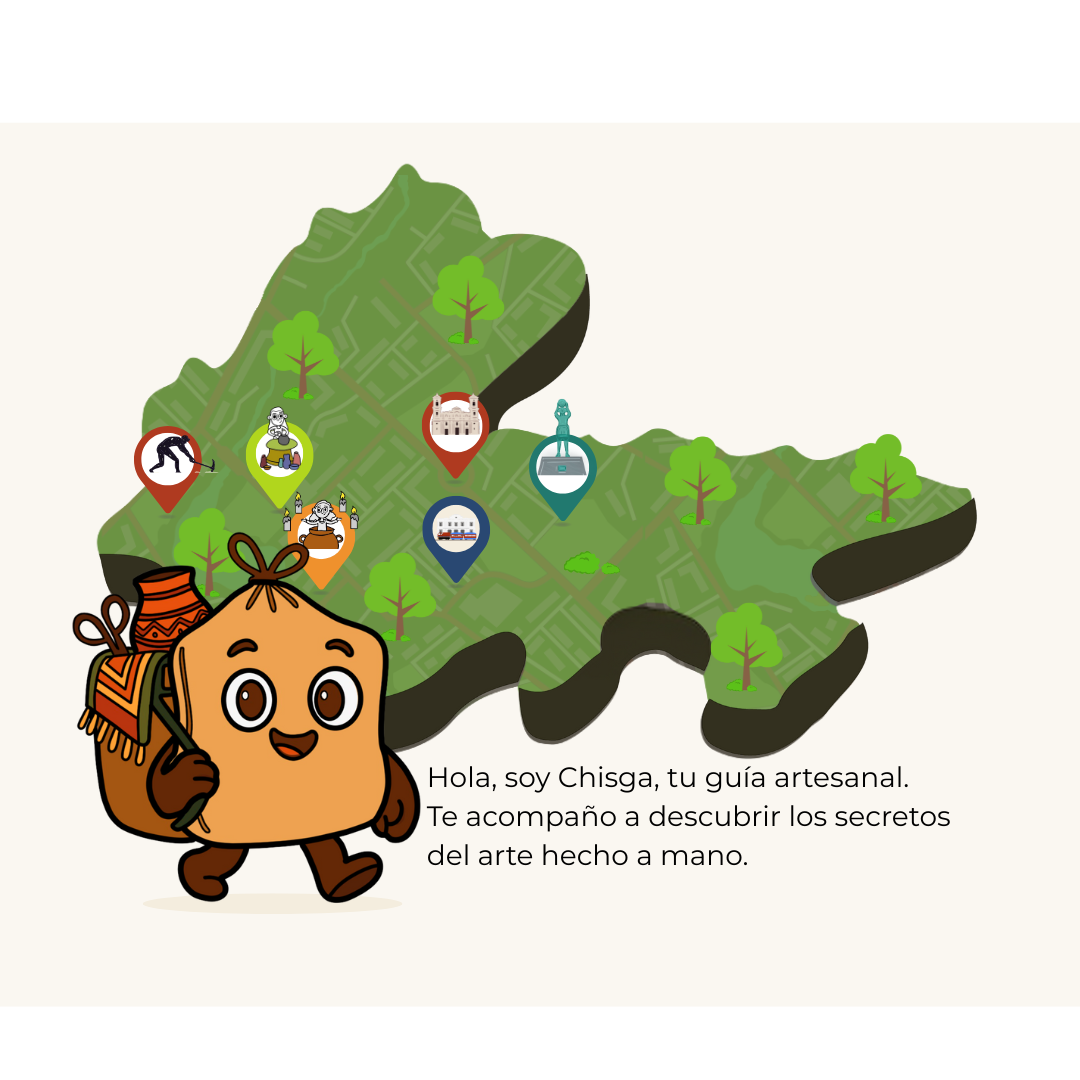 Hola, soy Chisga, tu guía artesanal.
Te acompaño a descubrir los secretos
del arte hecho a mano.